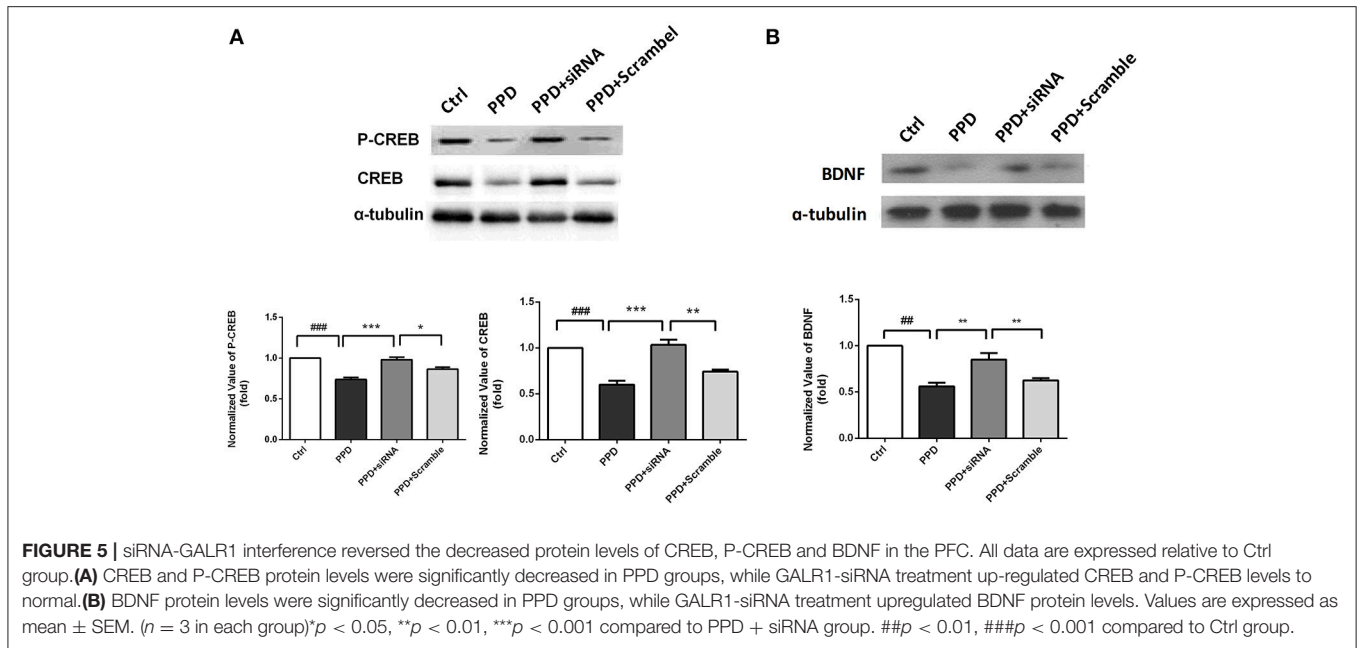 A
B
Ctrl PPD PPD+siRNA PPD+Scrambel
Ctrl PPD PPD+siRNA PPD+Scramble
P-CREB
CREB
α-tubulin
BDNF
α-tubulin
Normalized Value of P-CREB
(fold)
1.5
1.0
0.5
0.0
### *** *
Ctrl PPD PPD+siRNA PPD+Scramble
Normalized Value of CREB
(fold)
1.5
1.0
0.5
0.0
### *** **
Ctrl PPD PPD+siRNA PPD+Scramble
Normalized Value of BDNF
(fold)
1.5
1.0
0.5
0.0
## ** **
Ctrl PPD PPD+siRNA PPD+Scramble
FIGURE 5 | siRNA-GALR1 interference reversed the decreased protein levels of CREB, P-CREB and BDNF in the PFC. All data are expressed relative to Ctrl
group.(A) CREB and P-CREB protein levels were significantly decreased in PPD groups, while GALR1-siRNA treatment up-regulated CREB and P-CREB levels to
normal.(B) BDNF protein levels were significantly decreased in PPD groups, while GALR1-siRNA treatment upregulated BDNF protein levels. Values are expressed as
mean ± SEM. (n = 3 in each group)*p < 0.05, **p < 0.01, ***p < 0.001 compared to PPD + siRNA group. ##p < 0.01, ###p < 0.001 compared to Ctrl group.